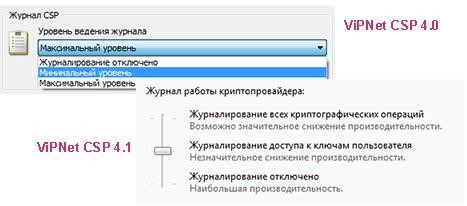 Журнал CSP
ViPNet CSP 4.0
Уровень ведения журнала
Максимальный уровень
Журналирование отключено
Минимальный уровень
Максимальный уровень
Журнал работы криптопровайдера:
Журналирование всех криптографических операций
Возможно значительное снижение производительности.
ViPNet CSP 4.1
Журналирование доступа к ключам пользователя
Незначительное снижение производительности.
Журналирование отключено
Наибольшая производительность.